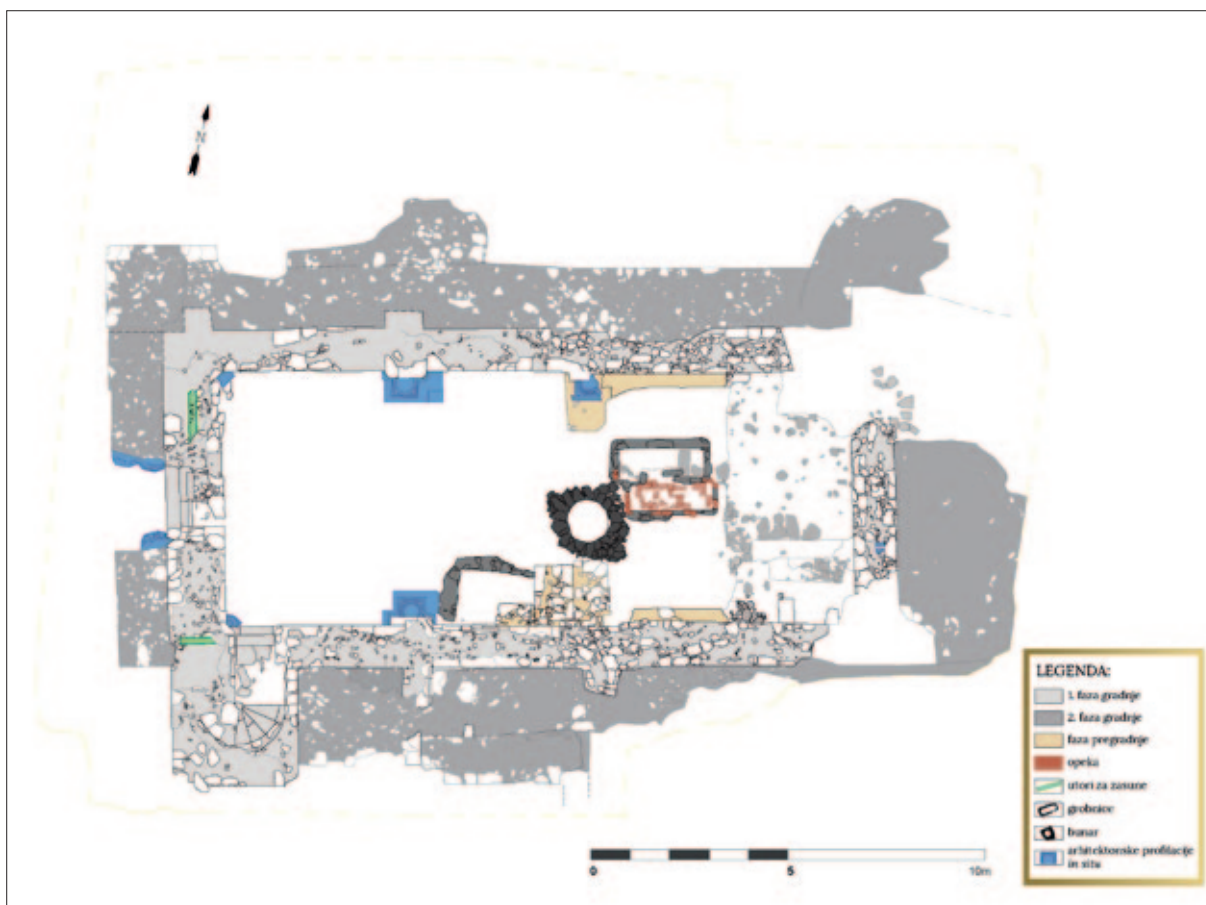 N
LEGENDA:
1. faza gradnje
2. faza gradnje
faza pregradnje
opeka
utori za zasune
grobnice
bunar
arhitektonske profilacije
in situ
0 5 10m